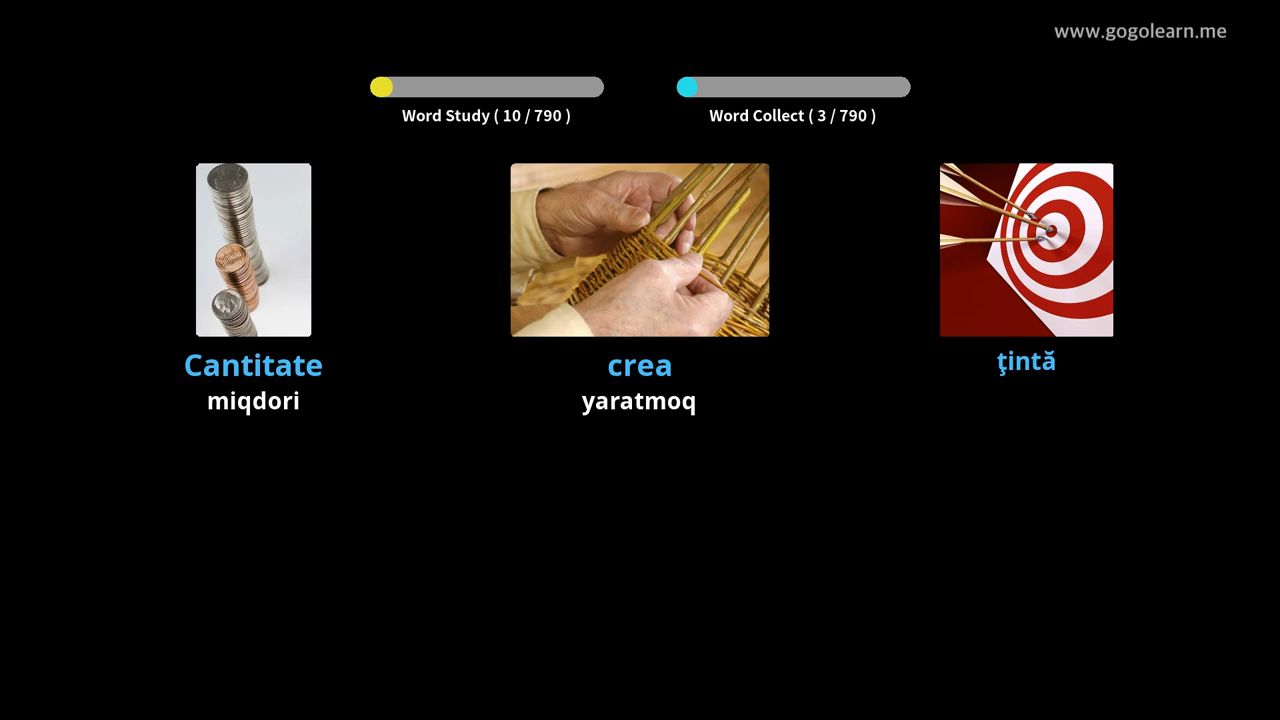 www.gogolearn.me
Word Study ( 10 / 790 )
Word Collect ( 3 / 790 )
Cantitate
miqdori
crea
yaratmoq
ţintă